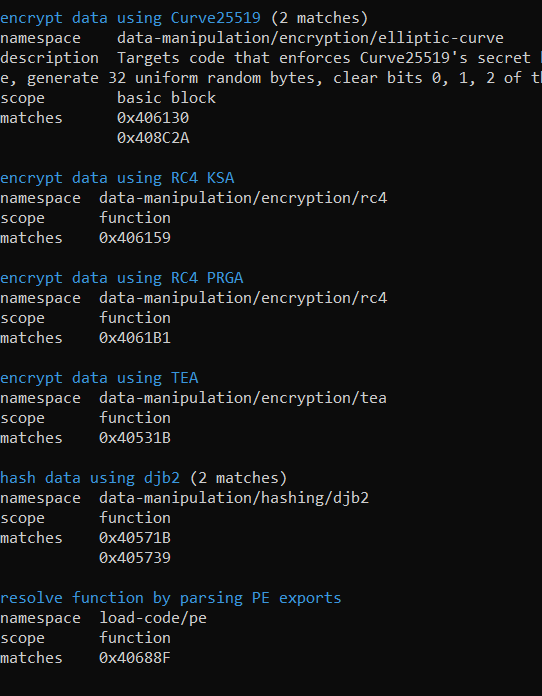 encrypt data using Curve25519 (2 matches)
namespace    data-manipulation/encryption/elliptic-curve
description  Targets code that enforces Curve25519's secret
e, generate 32 uniform random bytes, clear bits 0, 1, 2 of
scope        basic block
matches      0x406130
             0x408C2A
encrypt data using RC4 KSA
namespace  data-manipulation/encryption/rc4
scope      function
matches    0x406159
encrypt data using RC4 PRGA
namespace  data-manipulation/encryption/rc4
scope      function
matches    0x4061B1
encrypt data using TEA
namespace  data-manipulation/encryption/tea
scope      function
matches    0x40531B
hash data using djb2 (2 matches)
namespace  data-manipulation/hashing/djb2
scope      function
matches    0x40571B
           0x405739
resolve function by parsing PE exports
namespace  load-code/pe
scope      function
matches    0x40688F